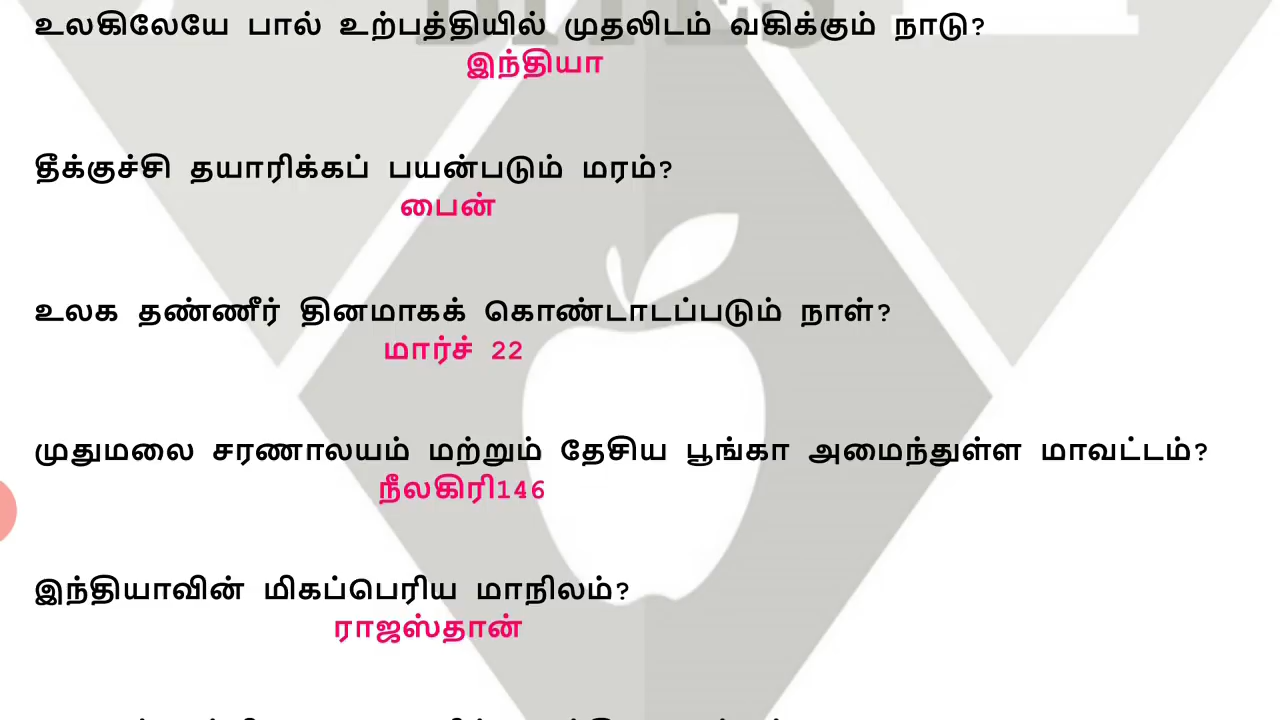 உலகிலேயே பால் உற்பத்தியில் முதலிடம் வகிக்கும் நாடு?
இந்தியா
தீக்குச்சி தயாரிக்கப் பயன்படும் மரம்?
பைன்
உலக தண்ணீர் தினமாகக் கொண்டாடப்படும் நாள்?
மார்ச் 22
முதுமலை சரணாலயம் மற்றும் தேசிய பூங்கா அமைந்துள்ள மாவட்டம்?
நீலகிரி146
இந்தியாவின் மிகப்பெரிய மாநிலம்?
ராஜஸ்தான்